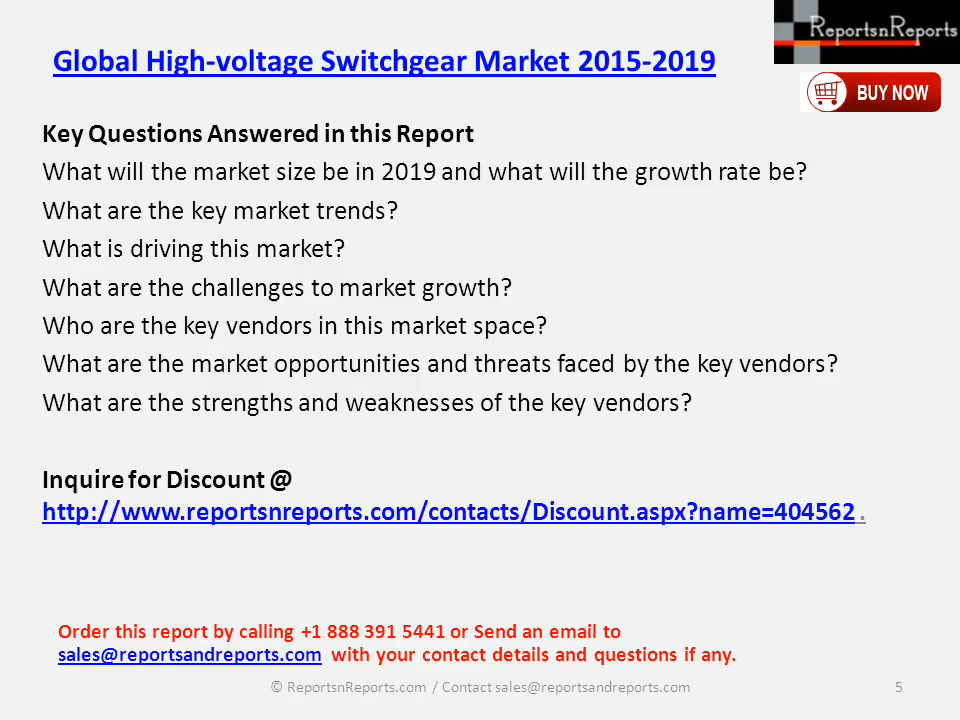 ReportsnReports
Global High-voltage Switchgear Market 2015-2019
BUY NOW
Key Questions Answered in this Report
What will the market size be in 2019 and what will the growth rate be?
What are the key market trends?
What is driving this market?
What are the challenges to market growth?
Who are the key vendors in this market space?
What are the market opportunities and threats faced by the key vendors?
What are the strengths and weaknesses of the key vendors?
Inquire for Discount @
http://www.reportsnreports.com/contacts/Discount.aspx?name=404562 .
Order this report by calling +1 888 391 5441 or Send an email to
sales@reportsandreports.com with your contact details and questions if any.
© ReportsnReports.com / Contact sales@reportsandreports.com
5